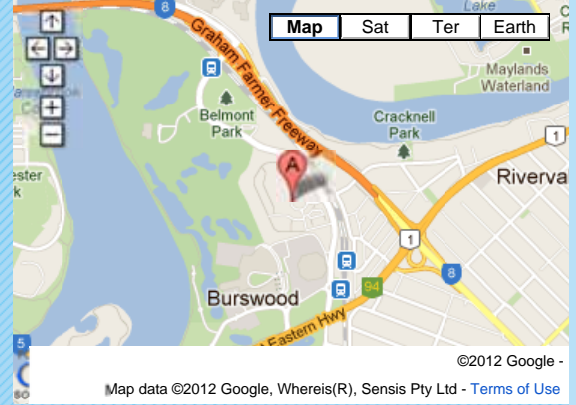 Lake
8
Map Sat Ter Earth
Graham Farmer Freeway
Maylands
Waterland
Belmont
Park
Cracknell
Park
1
A
Riverva
1
8
94
Burswood
Eastern Hwy
5
©2012 Google -
Map data ©2012 Google, Whereis(R), Sensis Pty Ltd - Terms of Use